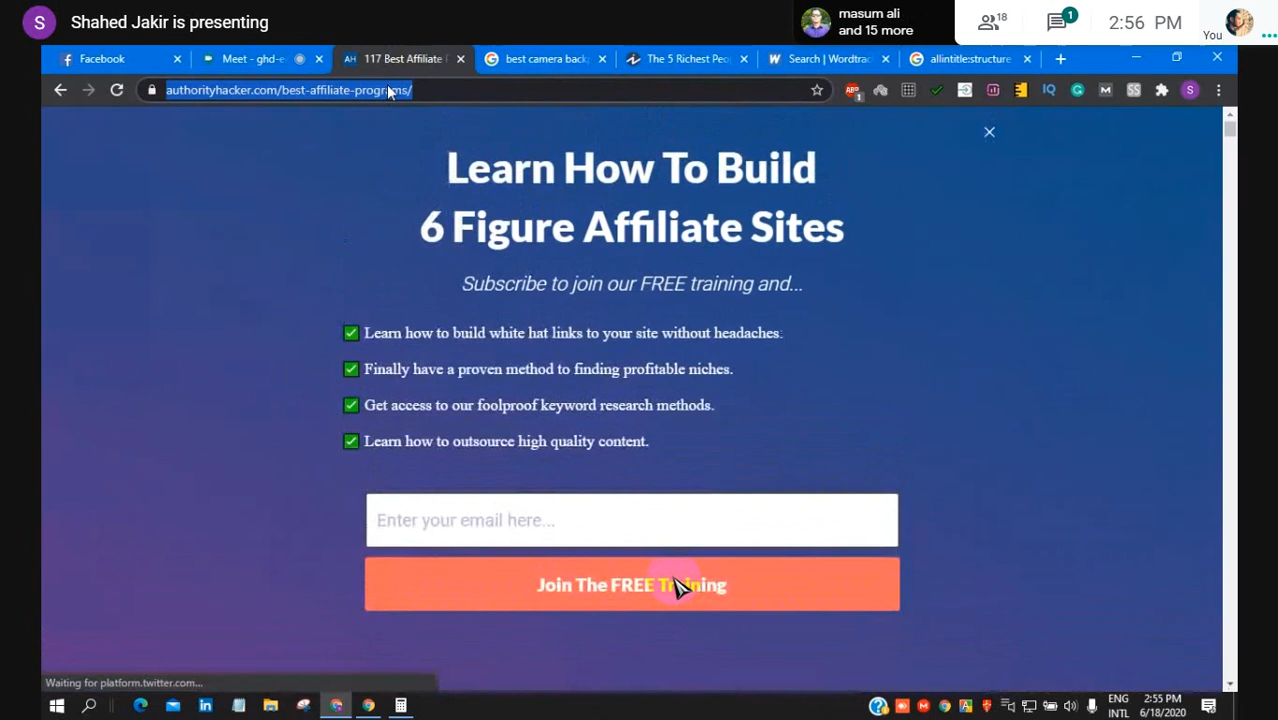 S Shahed Jakir is presenting
masum ali
and 15 more
18
1
2:56 PM
You
Facebook
Meet - ghd-e
AH 117 Best Affiliate
best camera back
The 5 Richest Peo
W Search | Wordtrac
allintitle:structure
authorityhacker.com/best-affiliate-programs/
ABP 1 IQ M SS S
Learn How To Build
6 Figure Affiliate Sites
Subscribe to join our FREE training and...
Learn how to build white hat links to your site without headaches.
Finally have a proven method to finding profitable niches.
Get access to our foolproof keyword research methods.
Learn how to outsource high quality content.
Enter your email here...
Join The FREE Training
Waiting for platform.twitter.com...
ENG
INTL
2:55 PM
6/18/2020